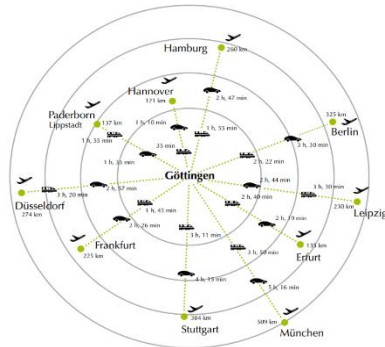 Hamburg
260 km
2 h, 47 min
1 h, 55 min
Hannover
121 km
1 h, 10 min
35 min
Paderborn
Lippstadt
137 km
1 h, 35 min
1 h, 35 min
325 km
Berlin
3 h, 30 min
2 h, 22 min
Göttingen
2 h, 44 min
2 h, 40 min
3 h, 30 min
230 km
Leipzig
1 h, 20 min
2 h, 57 min
Düsseldorf
274 km
1 h, 45 min
2 h, 26 min
Frankfurt
225 km
2 h, 19 min
Erfurt
135 km
3 h, 11 min
3 h, 50 min
4 h, 15 min
5 h, 16 min
384 km
Stuttgart
509 km
München